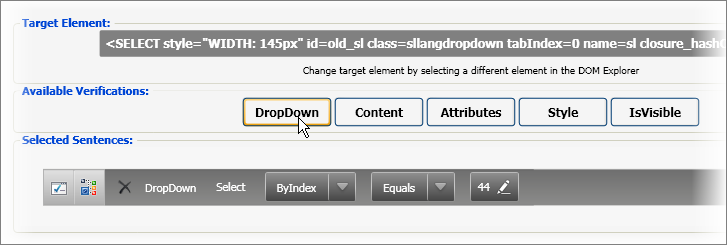 Target Element:
<SELECT style="WIDTH: 145px" id=old_sl class=sllangdropdown tabIndex=0 name=sl closure_hashC
Change target element by selecting a different element in the DOM Explorer
Available Verifications:
DropDown Content Attributes Style IsVisible
Selected Sentences:
DropDown Select ByIndex Equals 44